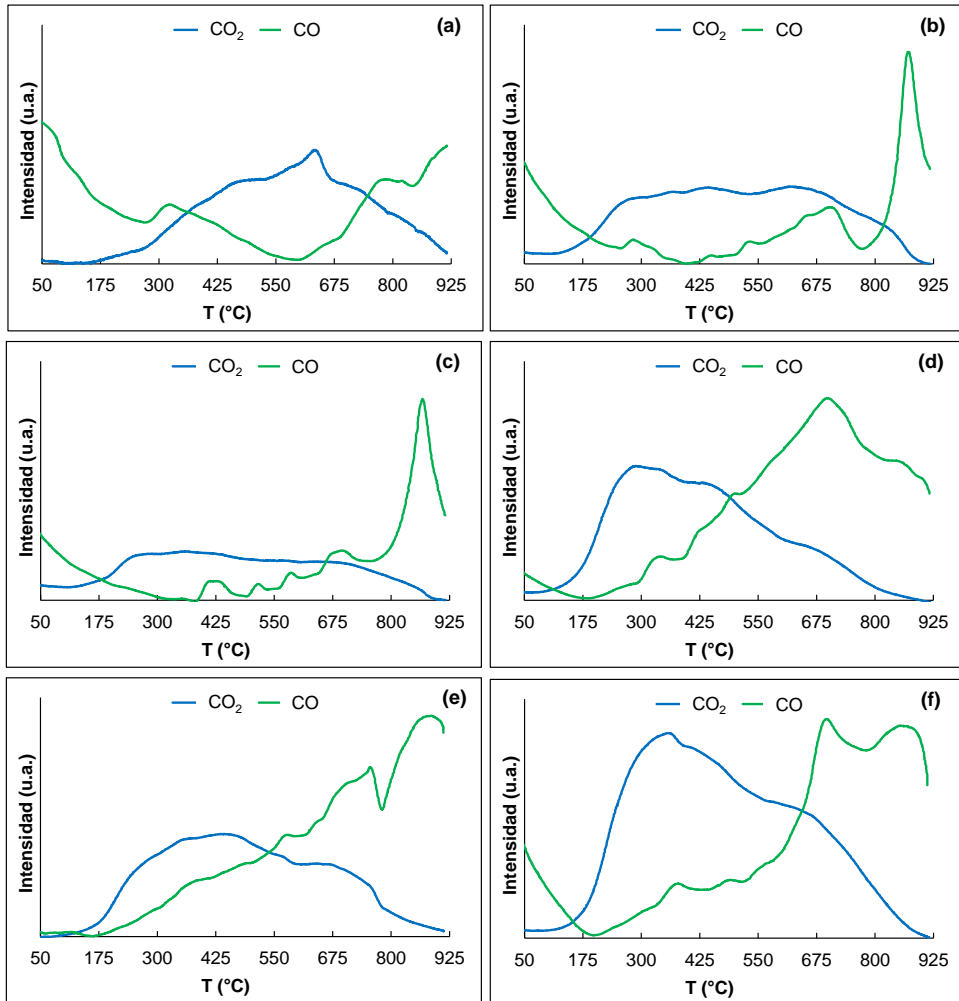 CO₂ CO (a)
Intensidad (u.a.)
50 175 300 425 550 675 800 925
T (°C)
CO₂ CO (b)
Intensidad (u.a.)
50 175 300 425 550 675 800 925
T (°C)
CO₂ CO (c)
Intensidad (u.a.)
50 175 300 425 550 675 800 925
T (°C)
CO₂ CO (d)
Intensidad (u.a.)
50 175 300 425 550 675 800 925
T (°C)
CO₂ CO (e)
Intensidad (u.a.)
50 175 300 425 550 675 800 925
T (°C)
CO₂ CO (f)
Intensidad (u.a.)
50 175 300 425 550 675 800 925
T (°C)